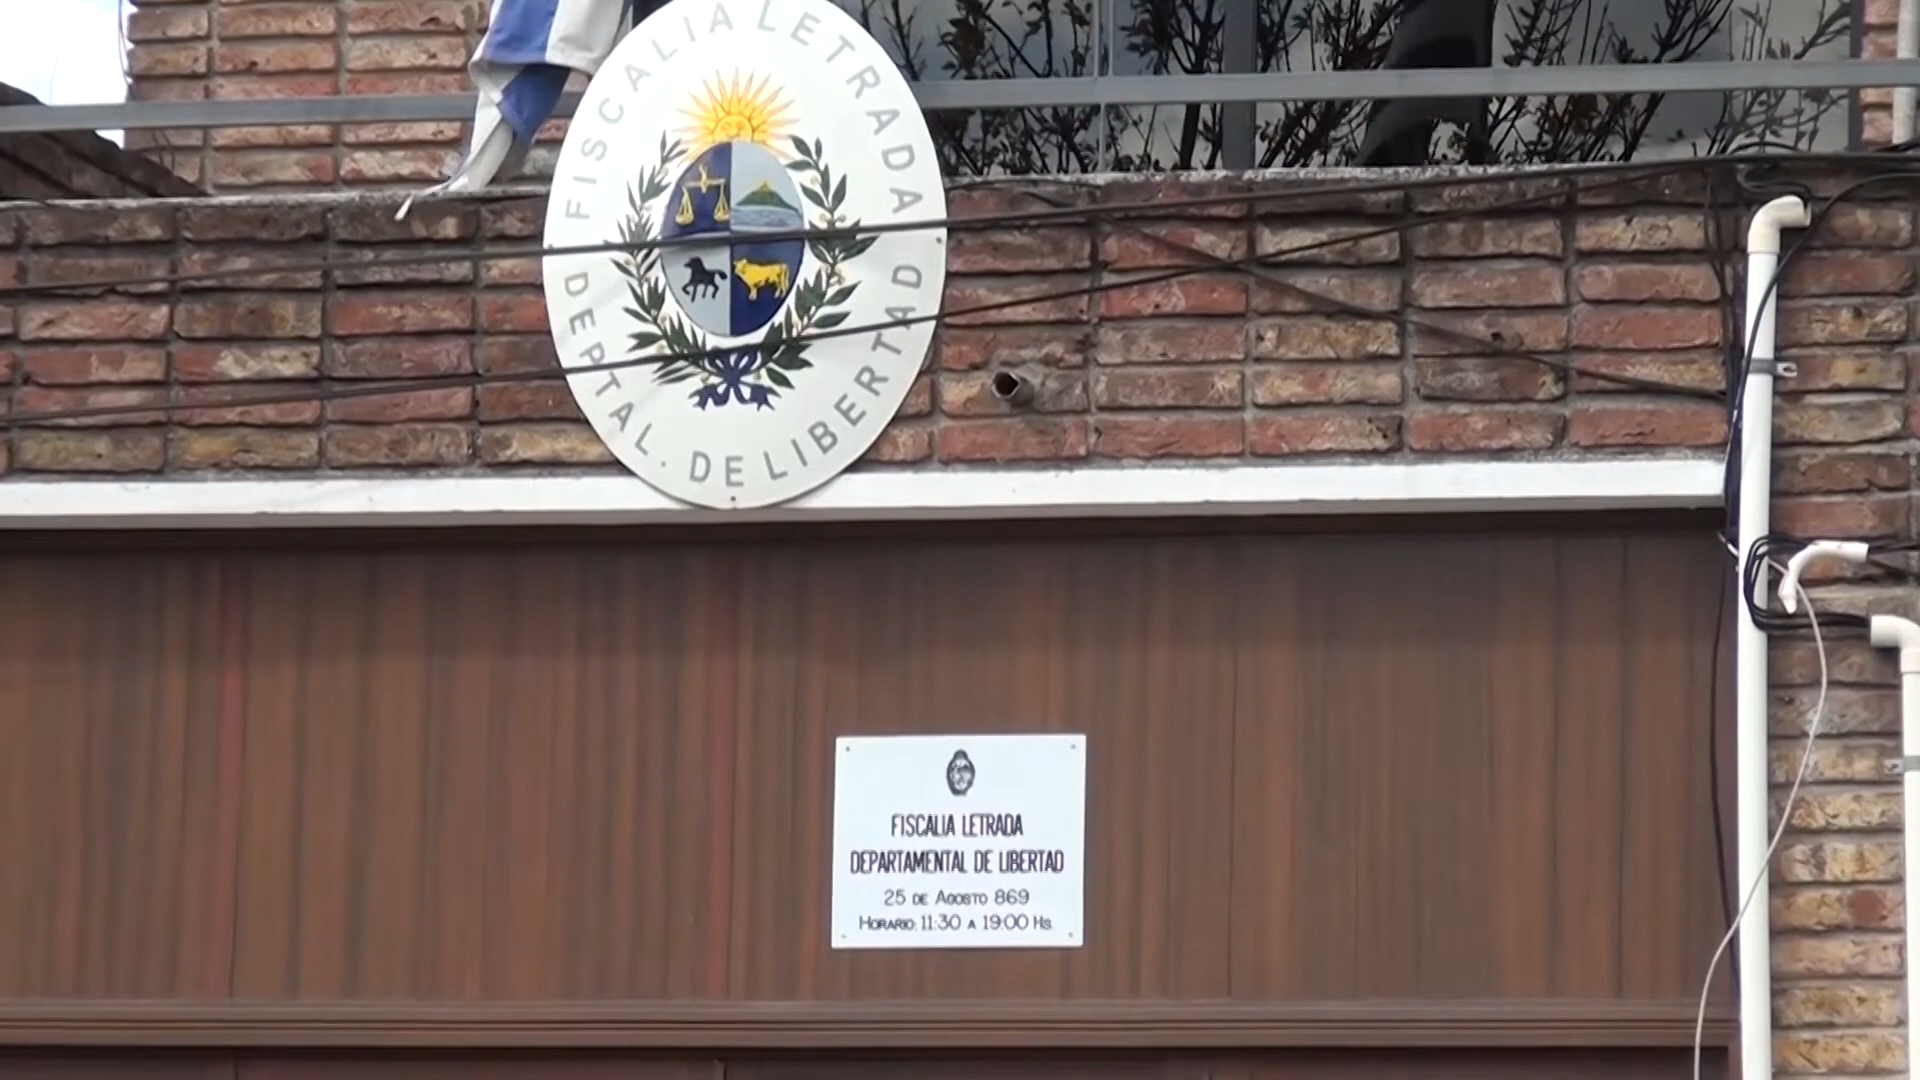 FISCALIA LETRADA
D DEPTAL. DE LIBERTAD
FISCALIA LETRADA
DEPARTAMENTAL DE LIBERTAD
25 DE AGOSTO 869
HORARIO: 11:30 A 19:00 HS.